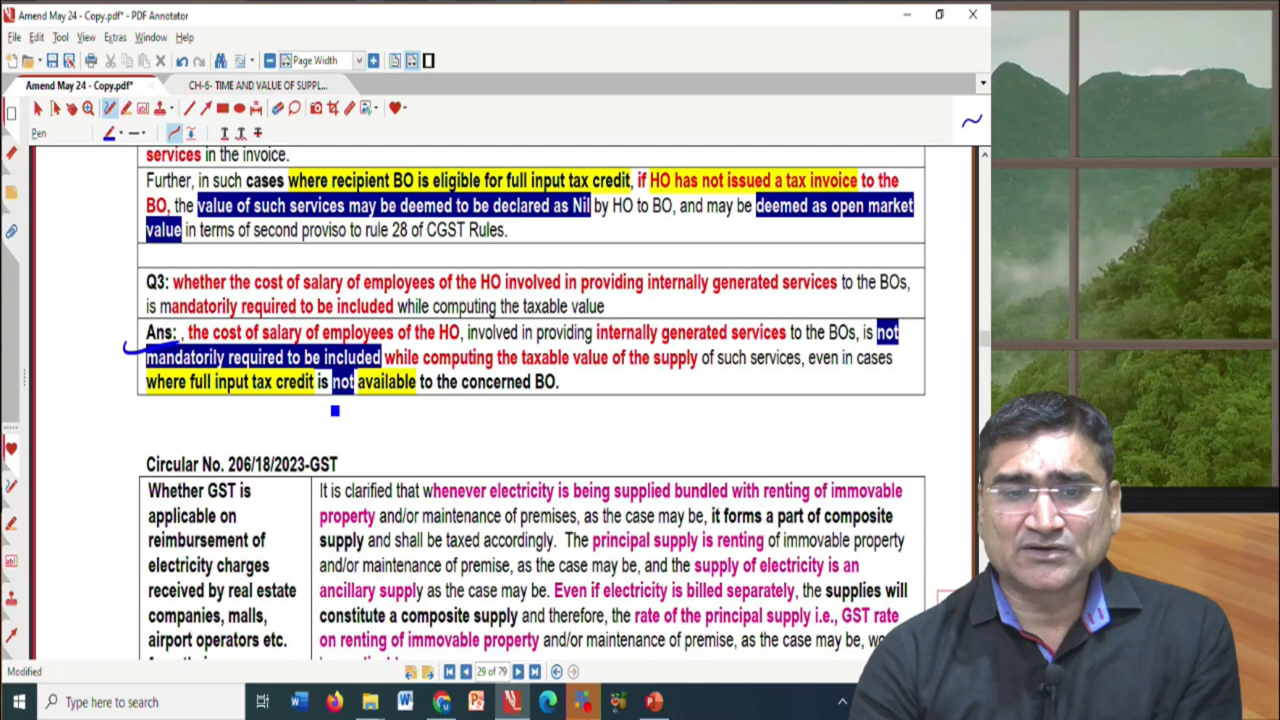 Amend May 24 - Copy.pdf* - PDF Annotator
File Edit Tool View Extras Window Help
Page Width
Amend May 24 - Copy.pdf*
CH-6- TIME AND VALUE OF SUPPL...
Pen
services in the invoice.
Further, in such cases where recipient BO is eligible for full input tax credit, if HO has not issued a tax invoice to the
BO, the value of such services may be deemed to be declared as Nil by HO to BO, and may be deemed as open market
value in terms of second proviso to rule 28 of CGST Rules.
Q3: whether the cost of salary of employees of the HO involved in providing internally generated services to the BOs,
is mandatorily required to be included while computing the taxable value
Ans: , the cost of salary of employees of the HO, involved in providing internally generated services to the BOs, is not
mandatorily required to be included while computing the taxable value of the supply of such services, even in cases
where full input tax credit is not available to the concerned BO.
Circular No. 206/18/2023-GST
Whether GST is
applicable on
reimbursement of
electricity charges
received by real estate
companies, malls,
airport operators etc.
It is clarified that whenever electricity is being supplied bundled with renting of immovable
property and/or maintenance of premises, as the case may be, it forms a part of composite
supply and shall be taxed accordingly. The principal supply is renting of immovable property
and/or maintenance of premise, as the case may be, and the supply of electricity is an
ancillary supply as the case may be. Even if electricity is billed separately, the supplies will
constitute a composite supply and therefore, the rate of the principal supply i.e., GST rate
on renting of immovable property and/or maintenance of premise, as the case may be,
Modified
29 of 79
Type here to search